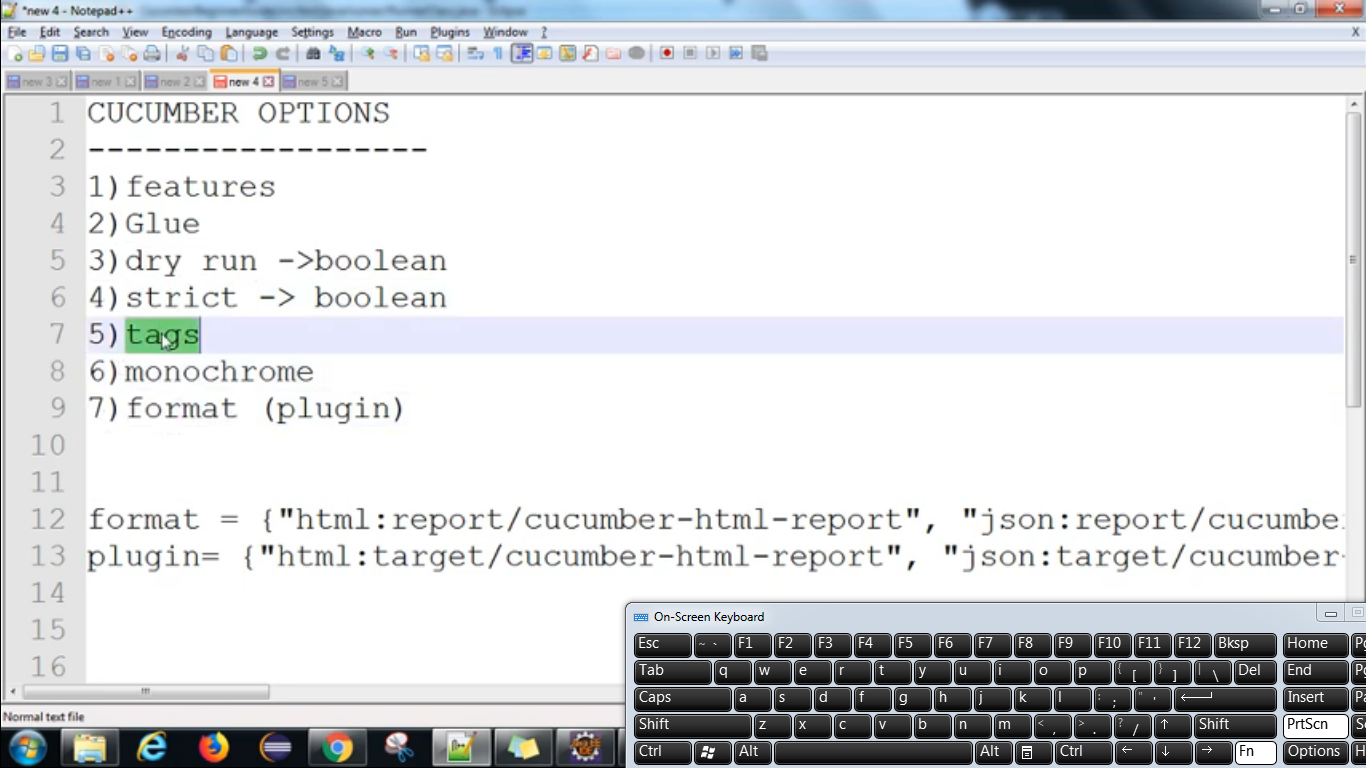 *new 4 - Notepad++
File Edit Search View Encoding Language Settings Macro Run Plugins Window ? X
new 3 new 1 new 2 new 4 new 5
1 CUCUMBER OPTIONS
2 ------------------
3 1)features
4 2)Glue
5 3)dry run ->boolean
6 4)strict -> boolean
7 5)tags
8 6)monochrome
9 7)format (plugin)
10
11
12 format = {"html:report/cucumber-html-report", "json:report/cucumbe
13 plugin= {"html:target/cucumber-html-report", "json:target/cucumber-
14
15
16
Normal text file
On-Screen Keyboard
Esc ~ ` F1 F2 F3 F4 F5 F6 F7 F8 F9 F10 F11 F12 Bksp Home
Tab q w e r t y u i o p { [ } ] | \ Del End
Caps a s d f g h j k l : ; " ' Insert
Shift z x c v b n m < , > . ? / ↑ Shift PrtScn
Ctrl Alt Alt Ctrl ← ↓ → Fn Options